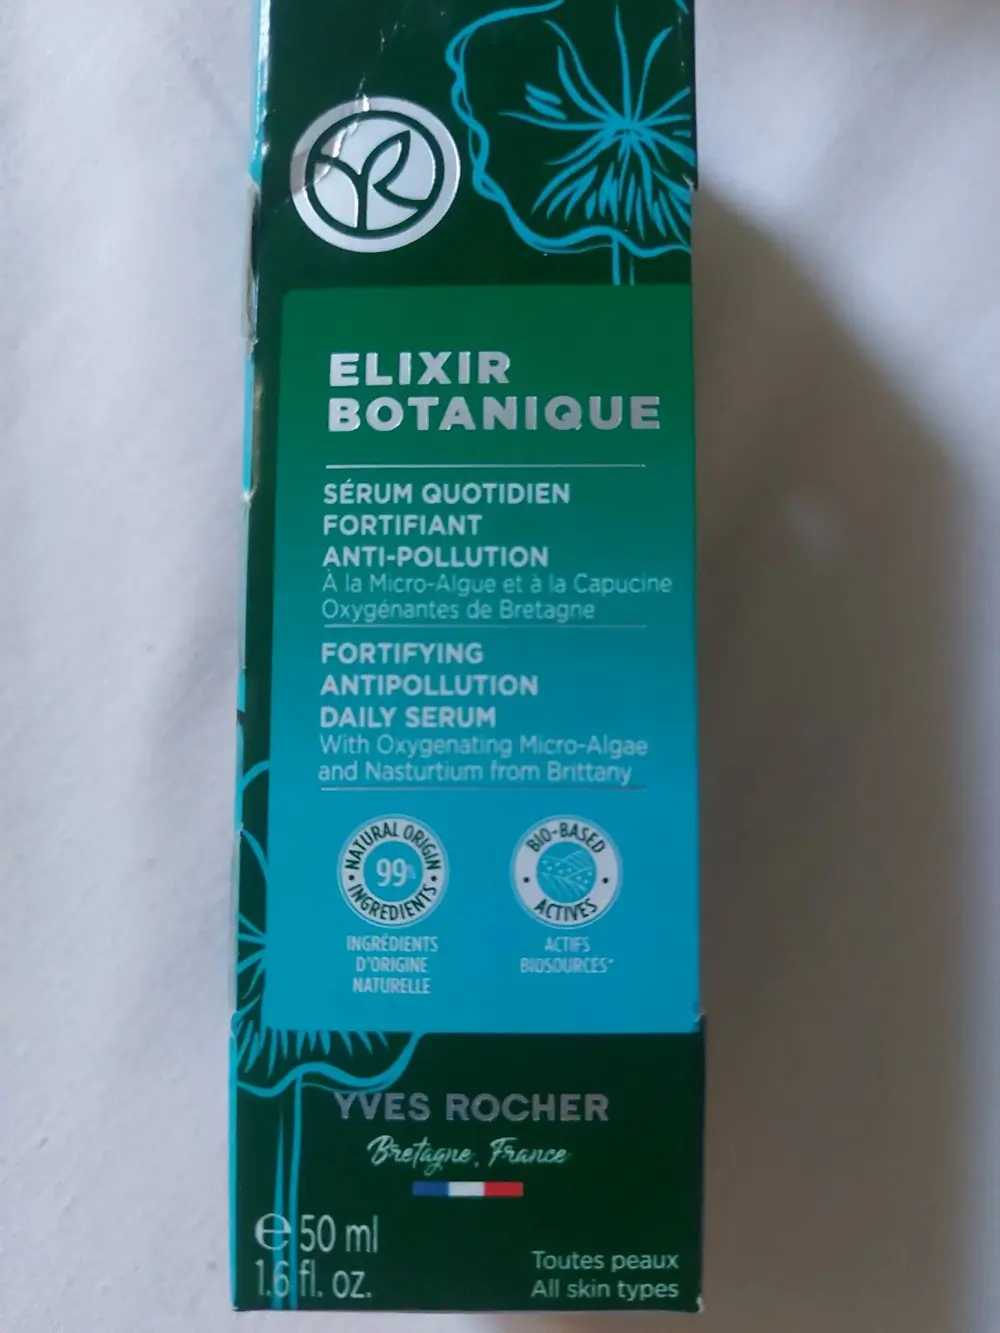 ELIXIR
BOTANIQUE
SÉRUM QUOTIDIEN
FORTIFIANT
ANTI-POLLUTION
À la Micro-Algue et à la Capucine
Oxygénantes de Bretagne
FORTIFYING
ANTIPOLLUTION
DAILY SERUM
With Oxygenating Micro-Algae
and Nasturtium from Brittany
NATURAL ORIGIN
99%
INGREDIENTS
INGRÉDIENTS
D'ORIGINE
NATURELLE
BIO-BASED
ACTIVES
ACTIFS
BIOSOURCÉS*
YVES ROCHER
Bretagne, France
e 50 ml
1.6 fl. oz.
Toutes peaux
All skin types